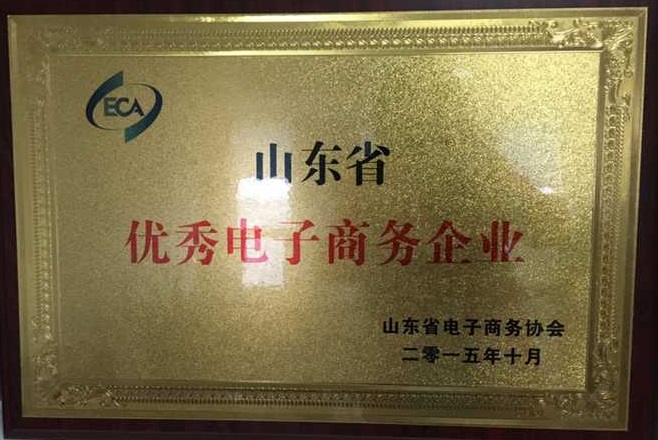 ECA
山东省
优秀电子商务企业
山东省电子商务协会
二零一五年十月